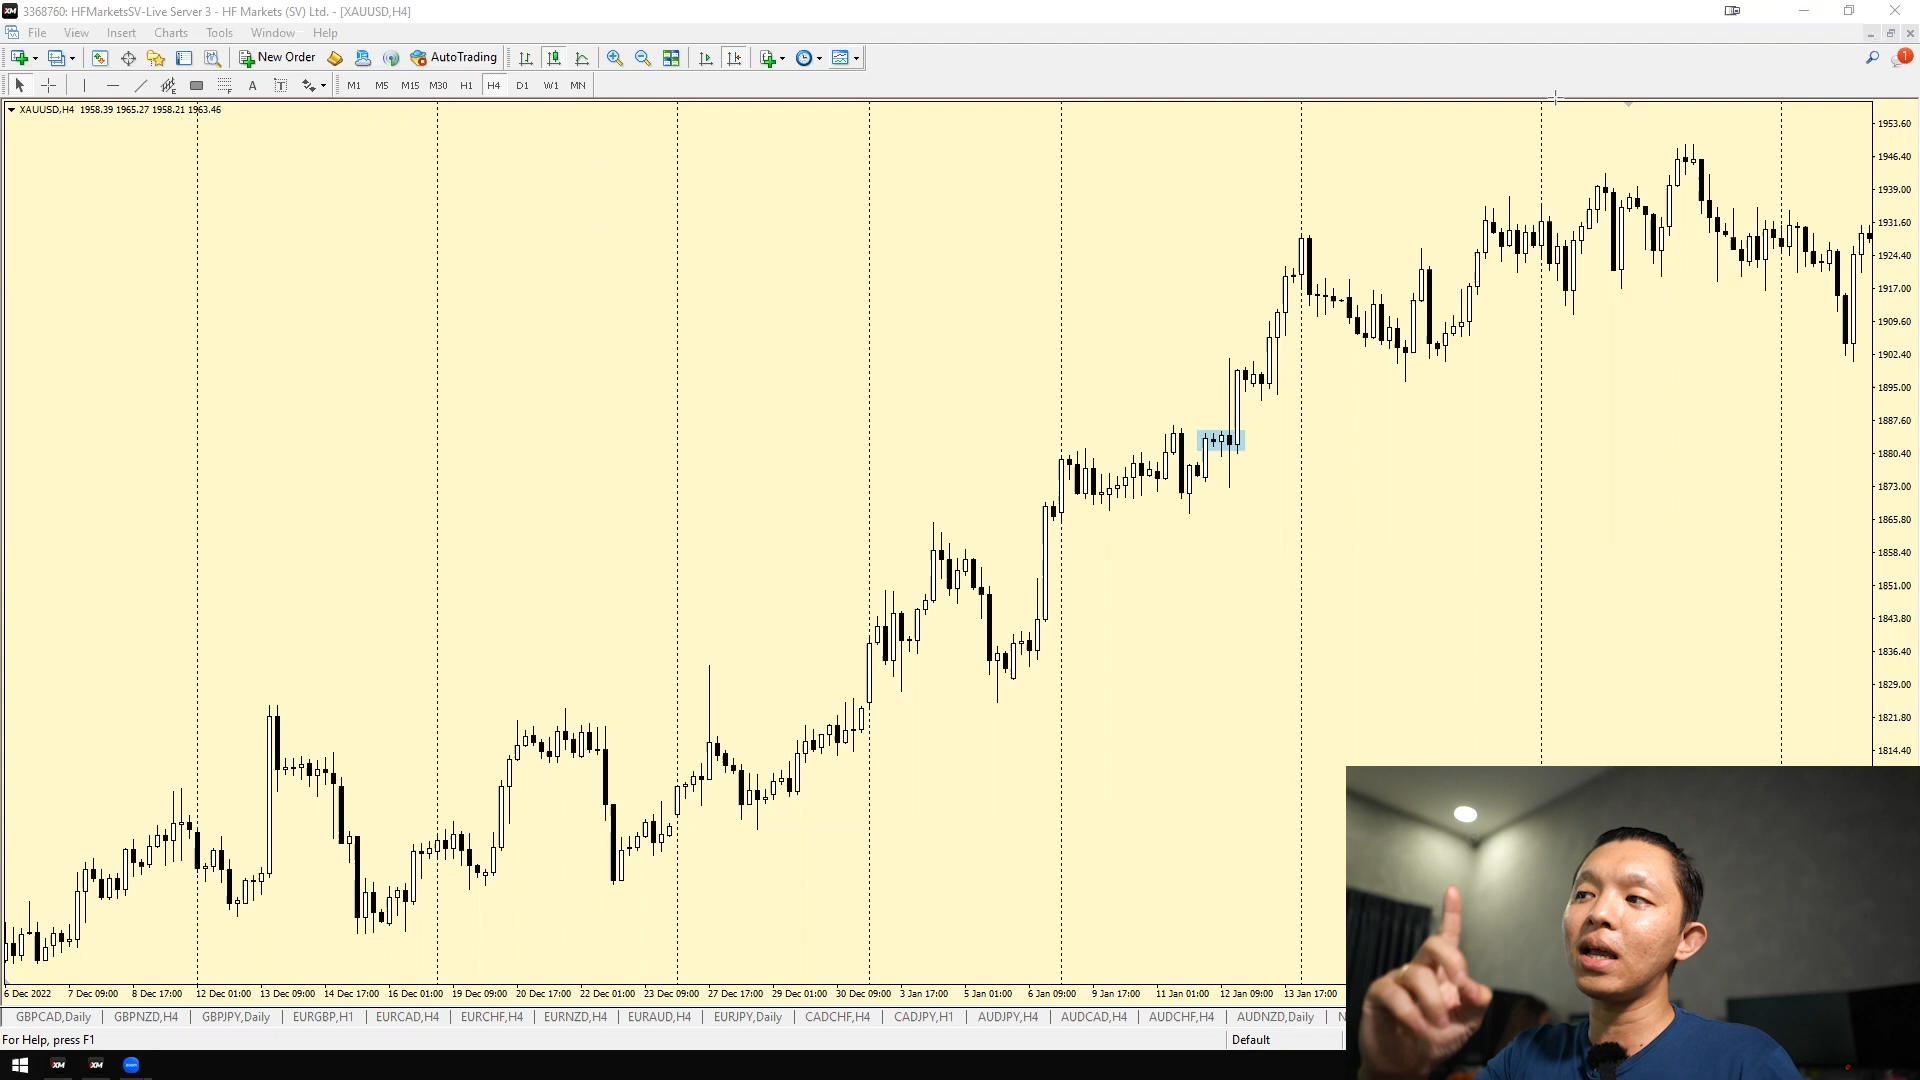 3368760: HFMarketsSV-Live Server 3 - HF Markets (SV) Ltd. - [XAUUSD,H4]
File View Insert Charts Tools Window Help
New Order AutoTrading 1
A T M1 M5 M15 M30 H1 H4 D1 W1 MN
XAUUSD,H4 1958.39 1965.27 1958.21 1963.46
1953.60
1946.40
1939.00
1931.60
1924.40
1917.00
1909.60
1902.40
1895.00
1887.60
1880.40
1873.00
1865.80
1858.40
1851.00
1843.80
1836.40
1829.00
1821.80
1814.40
6 Dec 2022 7 Dec 09:00 8 Dec 17:00 12 Dec 01:00 13 Dec 09:00 14 Dec 17:00 16 Dec 01:00 19 Dec 09:00 20 Dec 17:00 22 Dec 01:00 23 Dec 09:00 27 Dec 17:00 29 Dec 01:00 30 Dec 09:00 3 Jan 17:00 5 Jan 01:00 6 Jan 09:00 9 Jan 17:00 11 Jan 01:00 12 Jan 09:00 13 Jan 17:00
GBPCAD,Daily GBPNZD,H4 GBPJPY,Daily EURGBP,H1 EURCAD,H4 EURCHF,H4 EURNZD,H4 EURAUD,H4 EURJPY,Daily CADCHF,H4 CADJPY,H1 AUDJPY,H4 AUDCAD,H4 AUDCHF,H4 AUDNZD,Daily N
For Help, press F1 Default
XM XM zoom